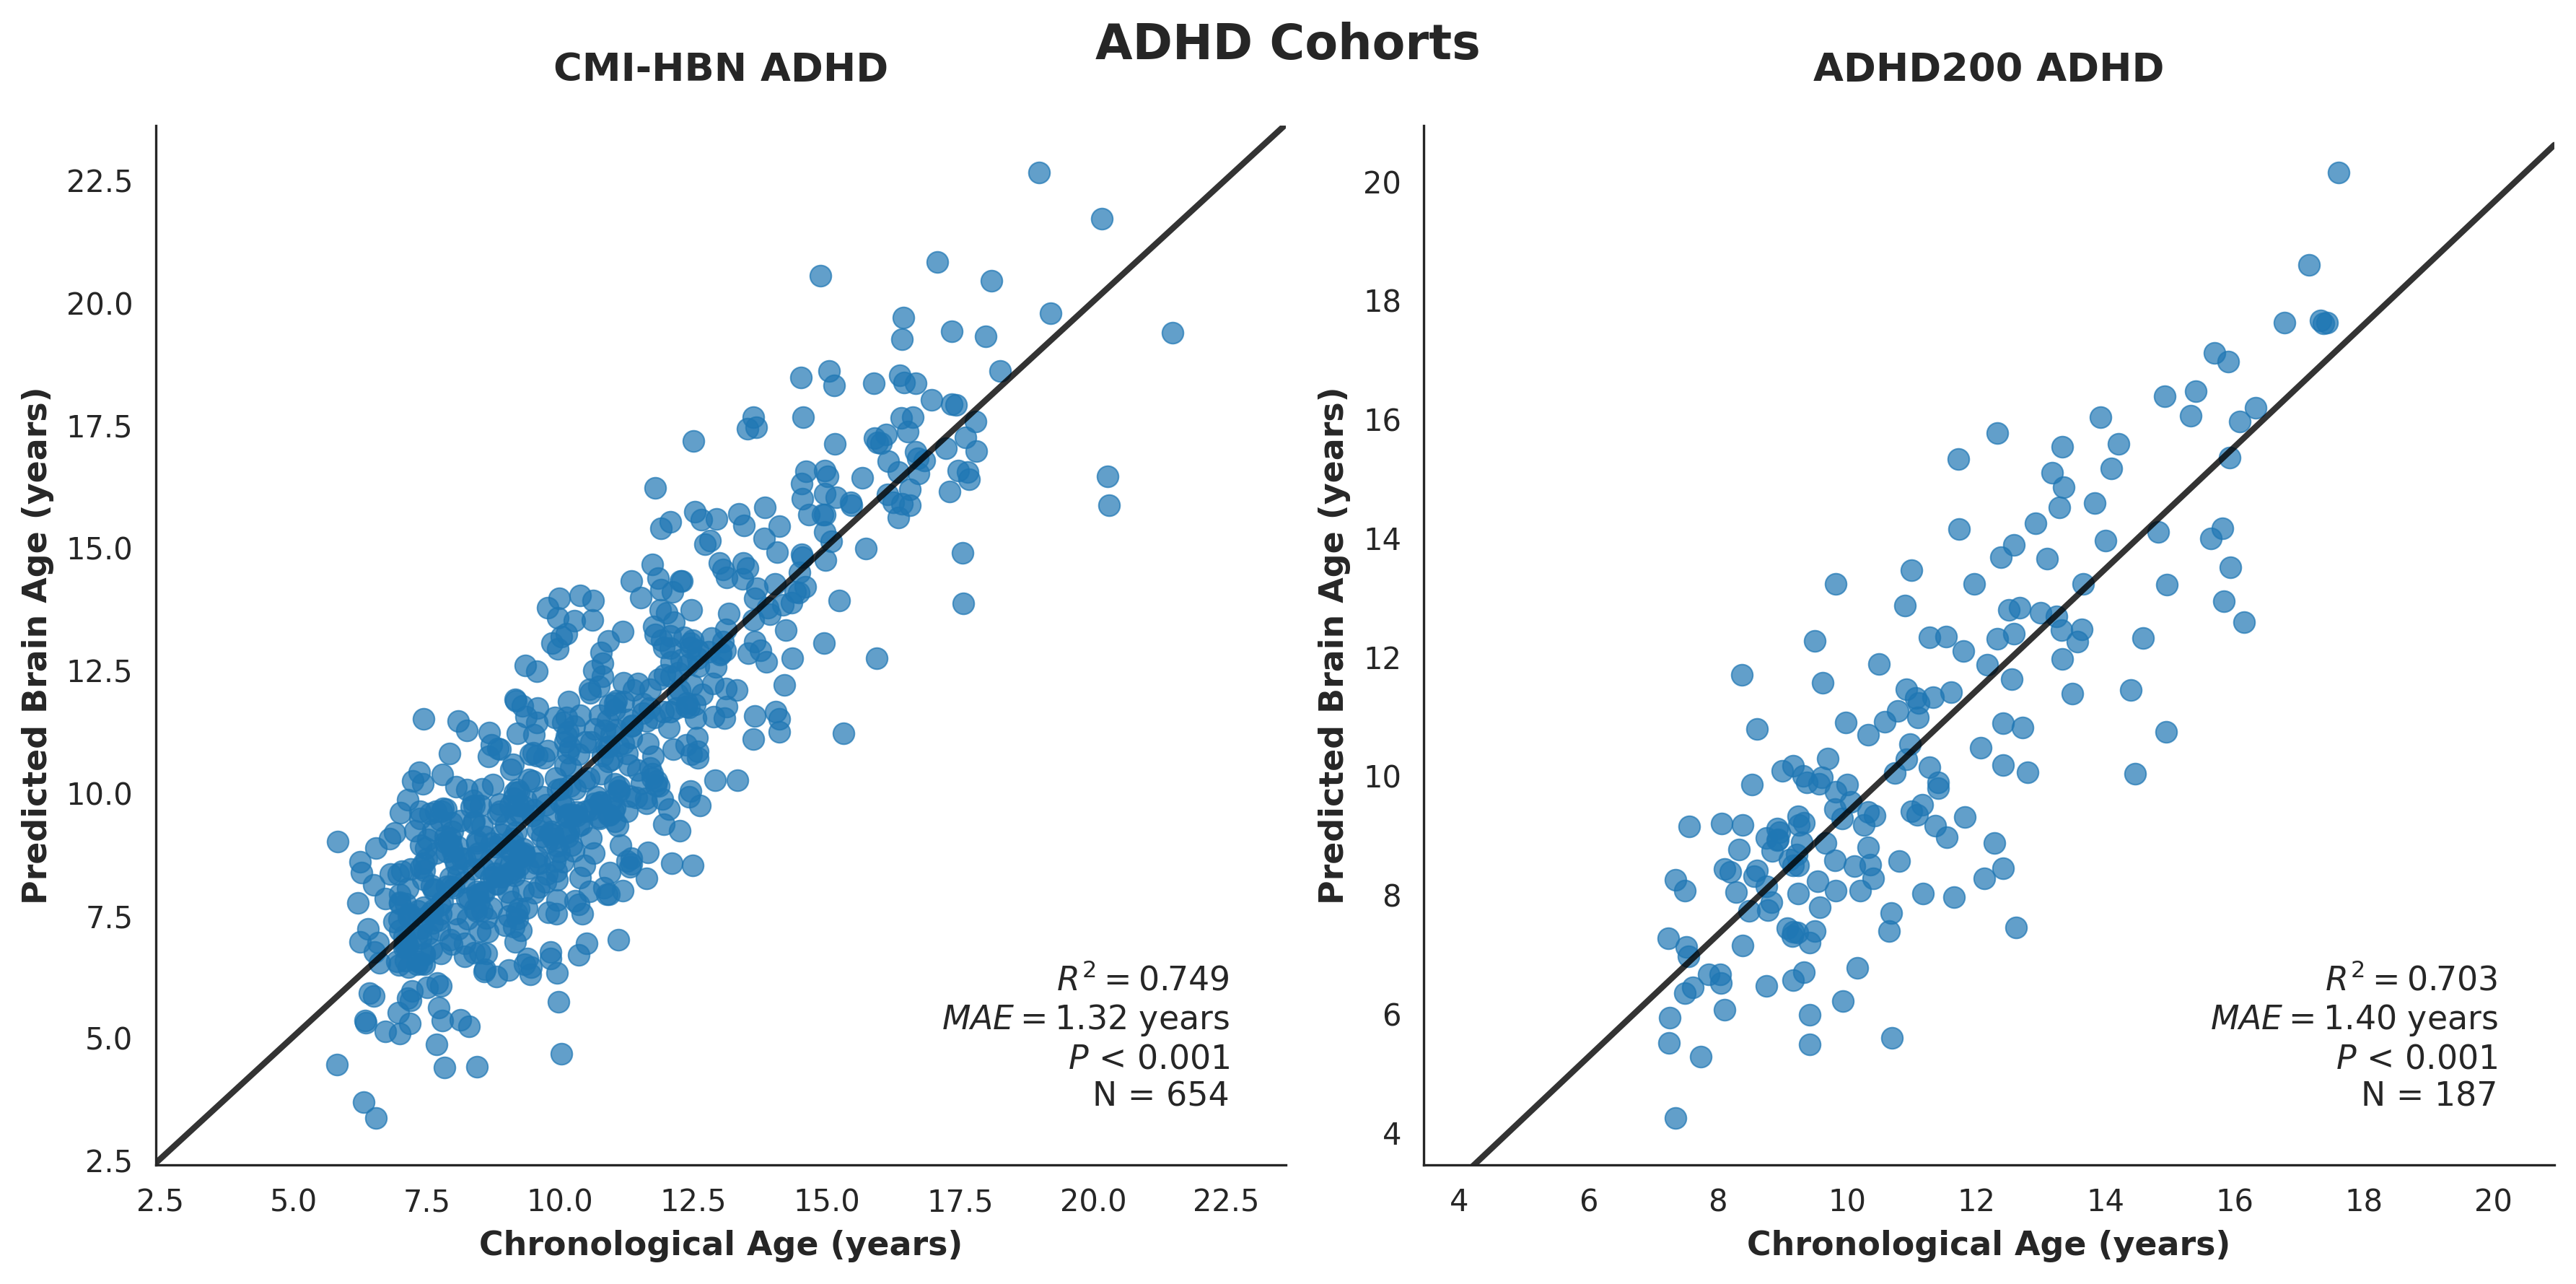 ADHD Cohorts
CMI-HBN ADHD
Predicted Brain Age (years)
22.5
20.0
17.5
15.0
12.5
10.0
7.5
5.0
2.5
2.5 5.0 7.5 10.0 12.5 15.0 17.5 20.0 22.5
Chronological Age (years)
R² = 0.749
MAE = 1.32 years
P < 0.001
N = 654
ADHD200 ADHD
Predicted Brain Age (years)
20
18
16
14
12
10
8
6
4
4 6 8 10 12 14 16 18 20
Chronological Age (years)
R² = 0.703
MAE = 1.40 years
P < 0.001
N = 187